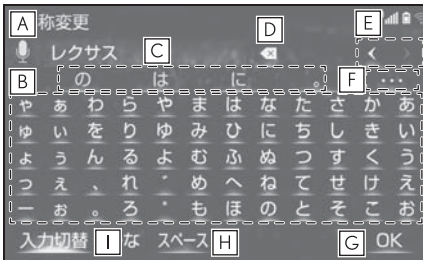 A 称変更 E
レクサス C D < >
B の は に 。 F ...
ゃ ぁ わ ら や ま は な た さ か あ
ゅ ぃ を り ゆ み ひ に ち し き い
ょ ぅ ん る よ む ふ ぬ つ す く う
っ ぇ 、 れ ゛ め へ ね て せ け え
ー ぉ 。 ろ ゜ も ほ の と そ こ お
入力切替 I な スペース H G OK